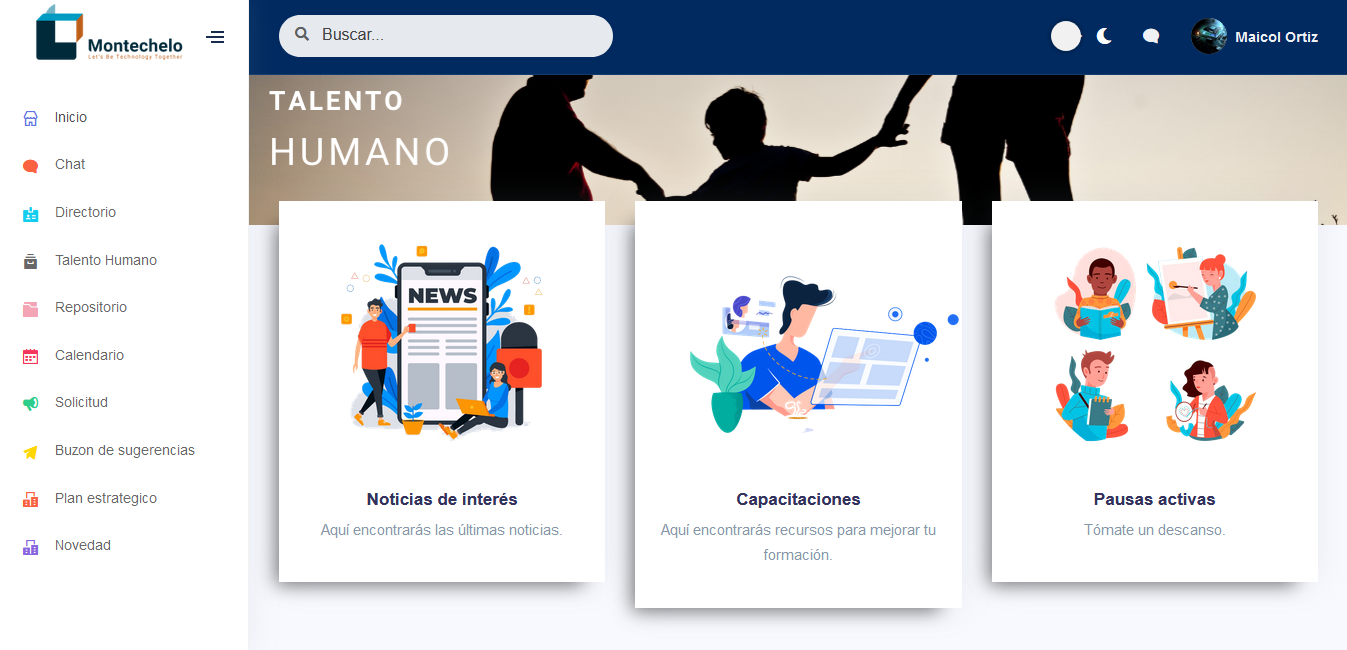 Montechelo
Let's Be Technology Together
Buscar...
Maicol Ortiz
Inicio
Chat
Directorio
Talento Humano
Repositorio
Calendario
Solicitud
Buzon de sugerencias
Plan estrategico
Novedad
TALENTO
HUMANO
NEWS
Noticias de interés
Aquí encontrarás las últimas noticias.
Capacitaciones
Aquí encontrarás recursos para mejorar tu
formación.
Pausas activas
Tómate un descanso.